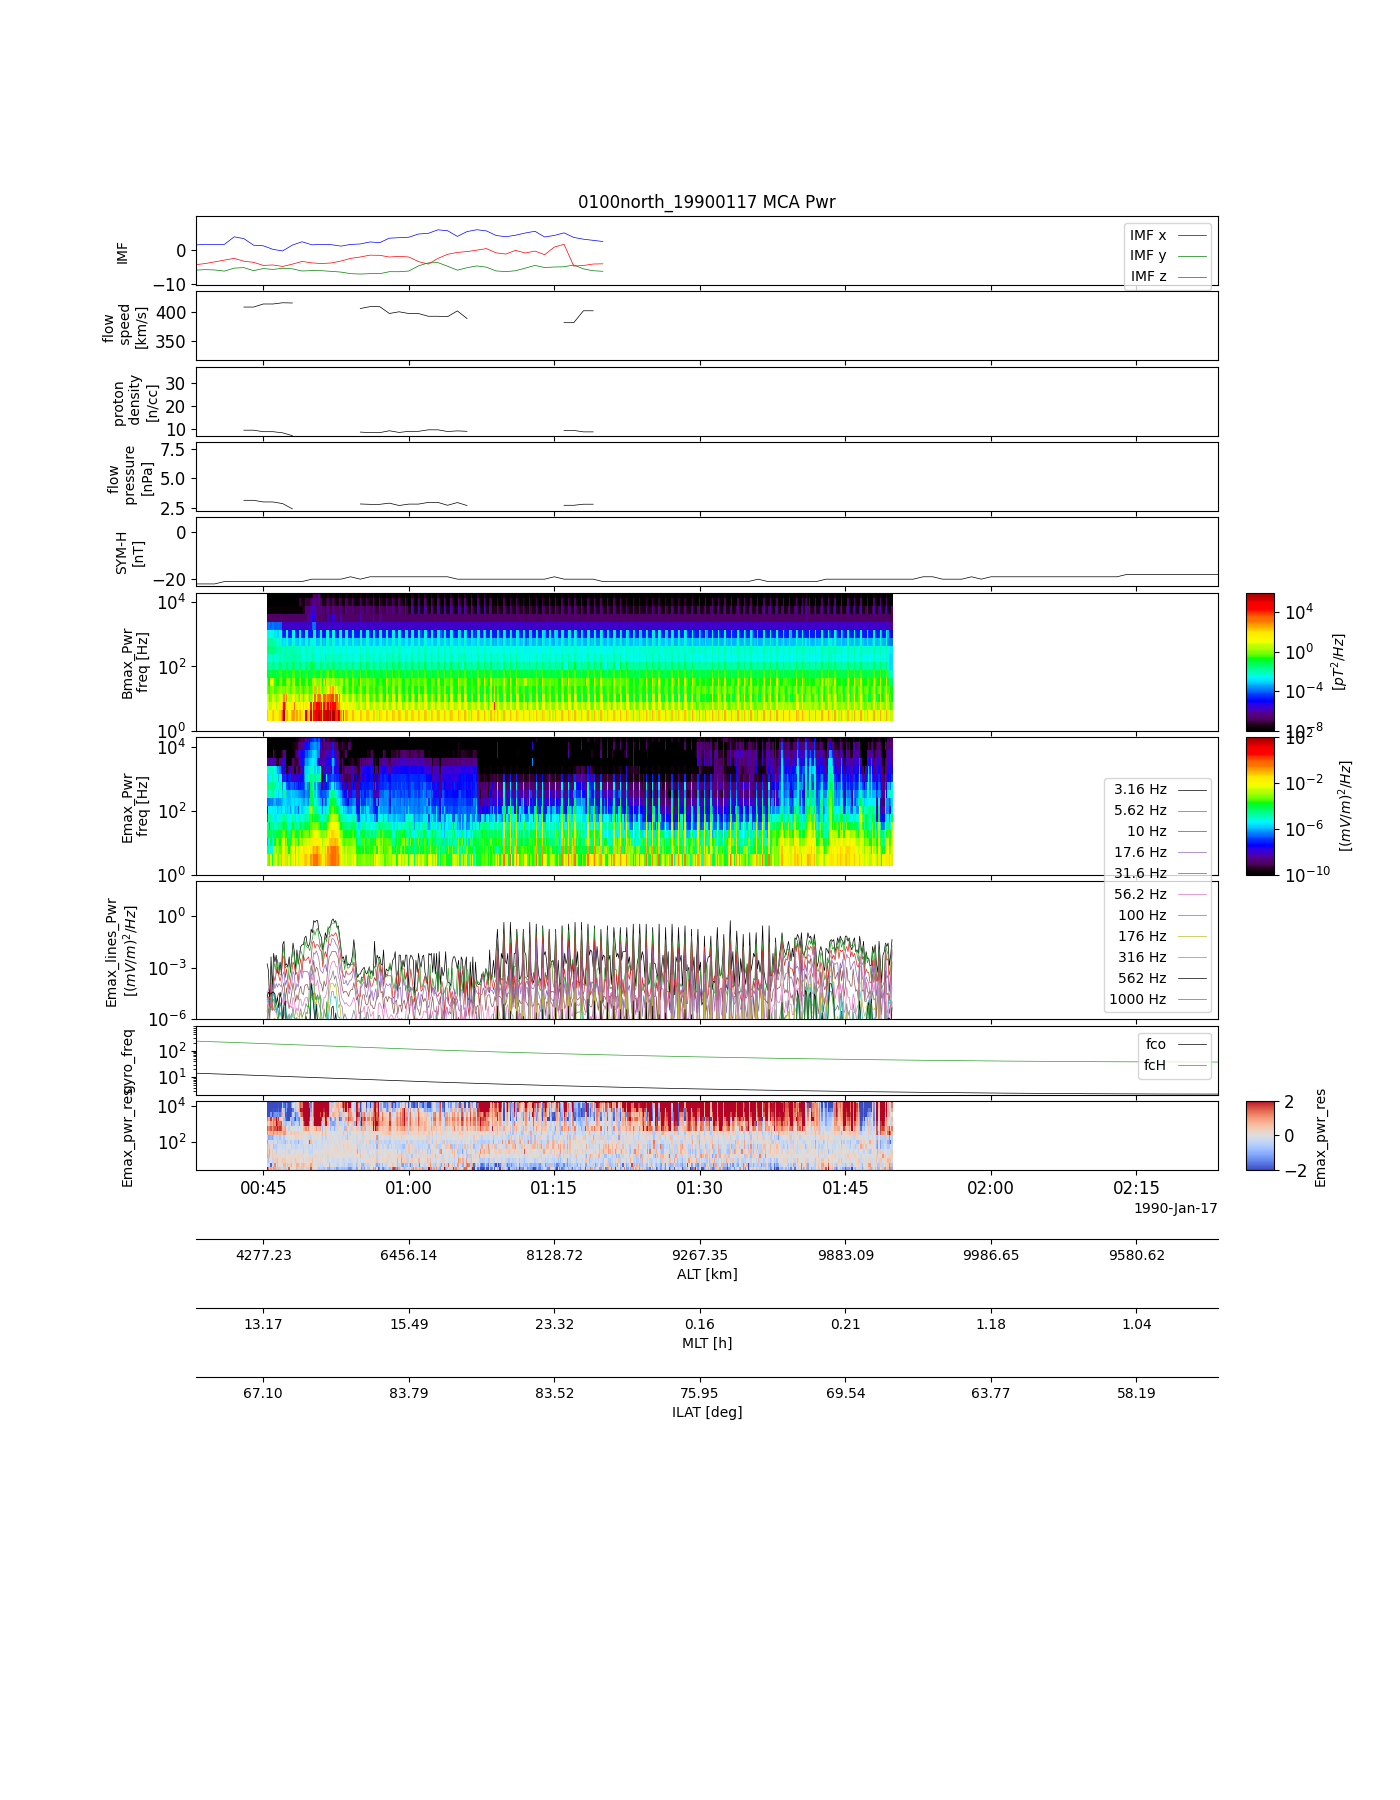 0100north_19900117 MCA Pwr
IMF
0
−10
IMF x
IMF y
IMF z
flow
speed
[km/s]
400
350
proton
density
[n/cc]
30
20
10
flow
pressure
[nPa]
7.5
5.0
2.5
SYM-H
[nT]
0
−20
Bmax_Pwr
freq [Hz]
10^4
10^2
10^0
10^4
10^0
10^−4
10^−8
[pT^2/Hz]
Emax_Pwr
freq [Hz]
10^4
10^2
10^0
10^2
10^−2
10^−6
10^−10
[(mV/m)^2/Hz]
3.16 Hz
5.62 Hz
10 Hz
17.6 Hz
31.6 Hz
56.2 Hz
100 Hz
176 Hz
316 Hz
562 Hz
1000 Hz
Emax_lines_Pwr
[(mV/m)^2/Hz]
10^0
10^−3
10^−6
gyro_freq
10^2
10^1
fco
fcH
Emax_pwr_res
10^4
10^2
2
0
−2
Emax_pwr_res
00:45 01:00 01:15 01:30 01:45 02:00 02:15
1990-Jan-17
4277.23 6456.14 8128.72 9267.35 9883.09 9986.65 9580.62
ALT [km]
13.17 15.49 23.32 0.16 0.21 1.18 1.04
MLT [h]
67.10 83.79 83.52 75.95 69.54 63.77 58.19
ILAT [deg]